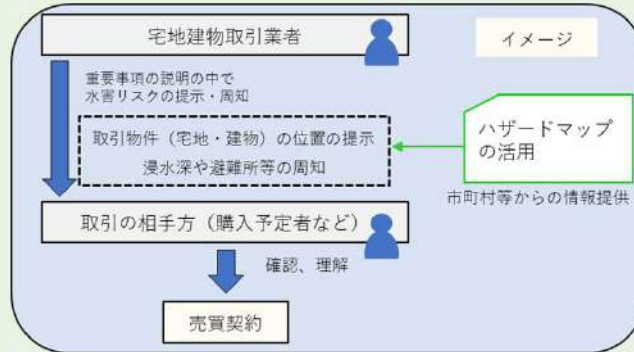 宅地建物取引業者
イメージ
重要事項の説明の中で
水害リスクの提示・周知
取引物件（宅地・建物）の位置の提示
浸水深や避難所等の周知
ハザードマップ
の活用
市町村等からの情報提供
取引の相手方（購入予定者など）
確認、理解
売買契約